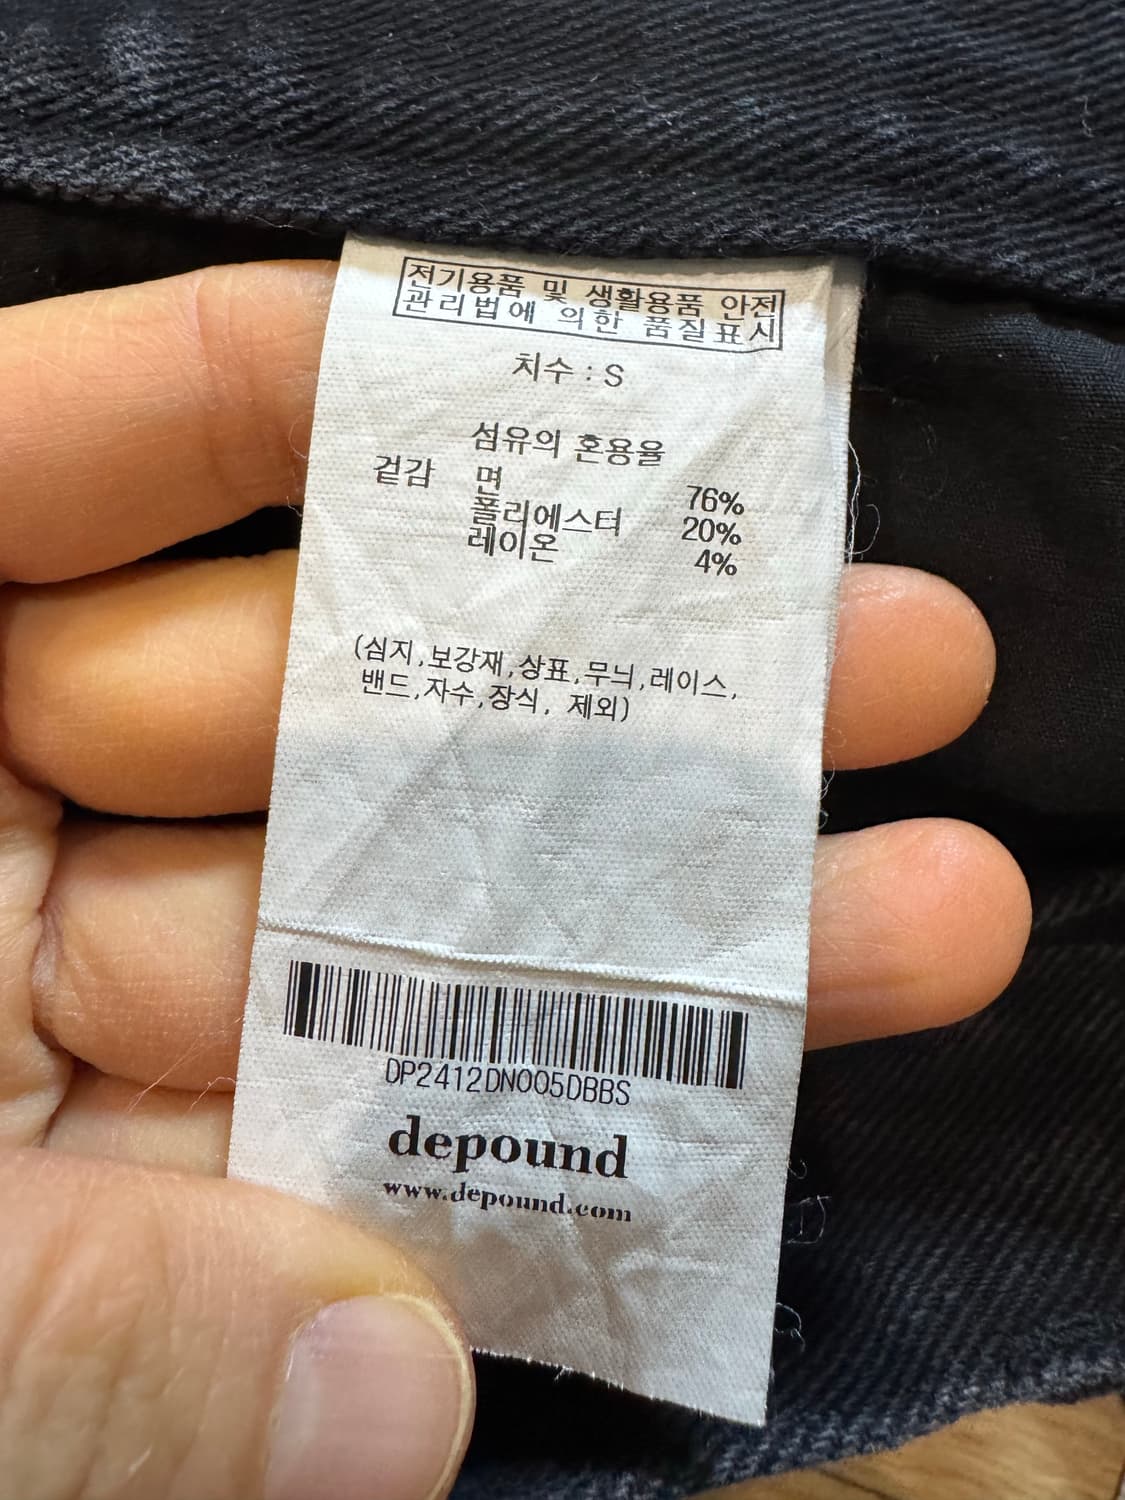 전기용품 및 생활용품 안전
관리법에 의한 품질표시
치수 : S
섬유의 혼용율
겉감 면 76%
폴리에스터 20%
레이온 4%
(심지,보강재,상표,무늬,레이스,
밴드,자수,장식, 제외)
DP2412DN005DBBS
depound
www.depound.com